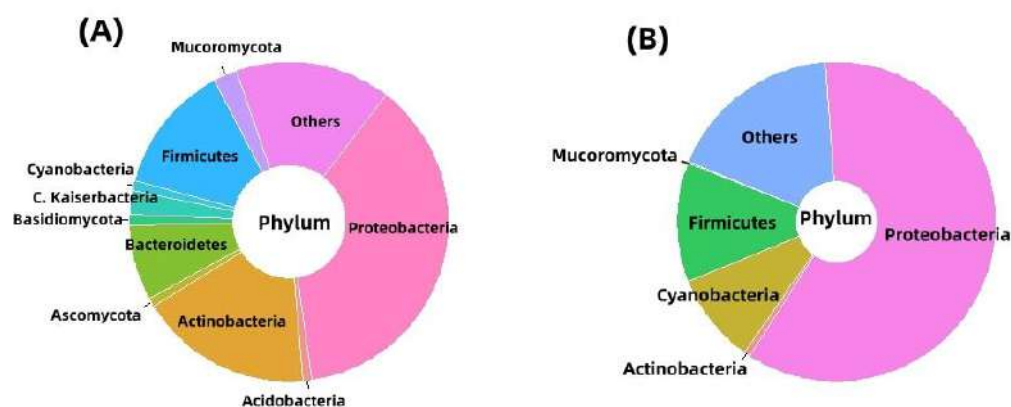 (A)
Mucoromycota
Others
Firmicutes
Cyanobacteria
C. Kaiserbacteria
Basidiomycota
Phylum
Proteobacteria
Bacteroidetes
Ascomycota
Actinobacteria
Acidobacteria
(B)
Others
Mucoromycota
Firmicutes
Phylum
Proteobacteria
Cyanobacteria
Actinobacteria